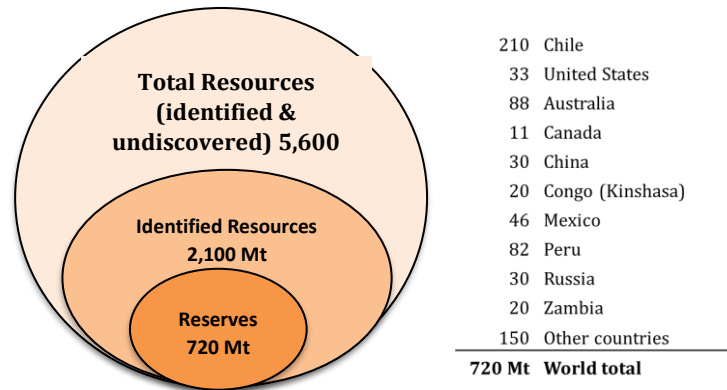 Total Resources
(identified &
undiscovered) 5,600
Identified Resources
2,100 Mt
Reserves
720 Mt
210 Chile
33 United States
88 Australia
11 Canada
30 China
20 Congo (Kinshasa)
46 Mexico
82 Peru
30 Russia
20 Zambia
150 Other countries
720 Mt World total